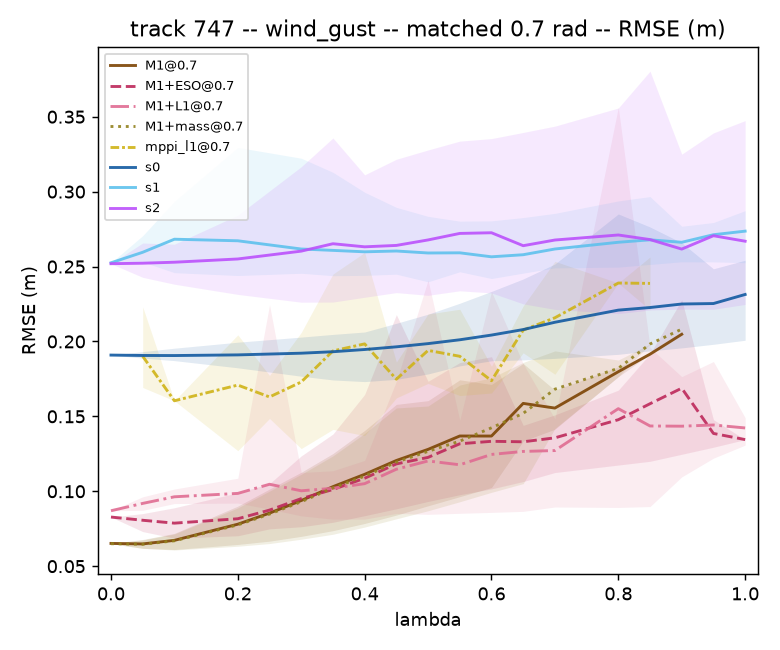 track 747 -- wind_gust -- matched 0.7 rad -- RMSE (m)
M1@0.7
M1+ESO@0.7
M1+L1@0.7
M1+mass@0.7
mppi_l1@0.7
s0
s1
s2
RMSE (m)
0.35
0.30
0.25
0.20
0.15
0.10
0.05
0.0 0.2 0.4 0.6 0.8 1.0
lambda